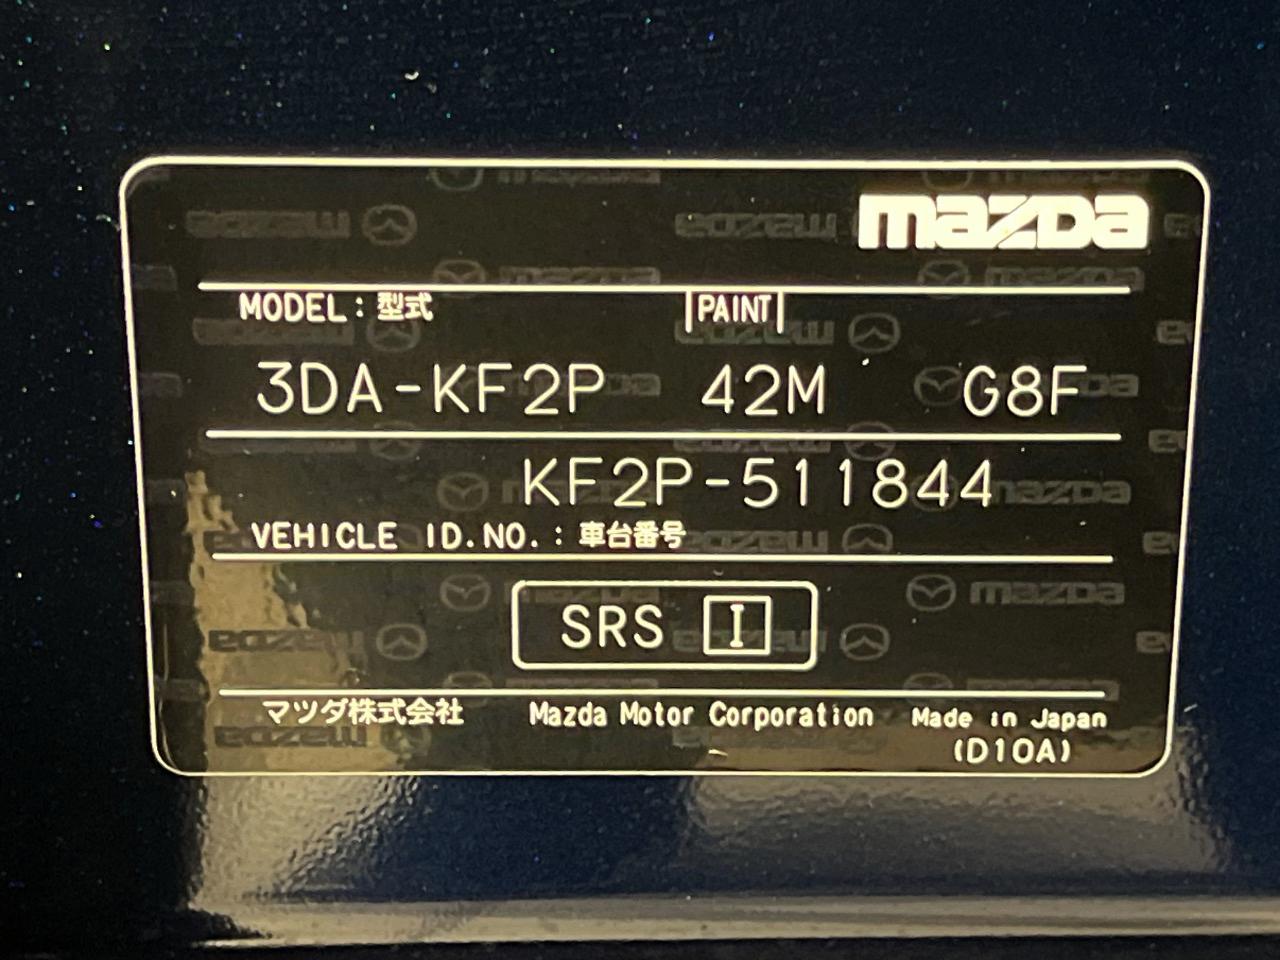 mazda
MODEL:型式 PAINT
3DA-KF2P 42M G8F
KF2P-511844
VEHICLE ID.NO.:車台番号
SRS I
マツダ株式会社 Mazda Motor Corporation Made in Japan
(D10A)